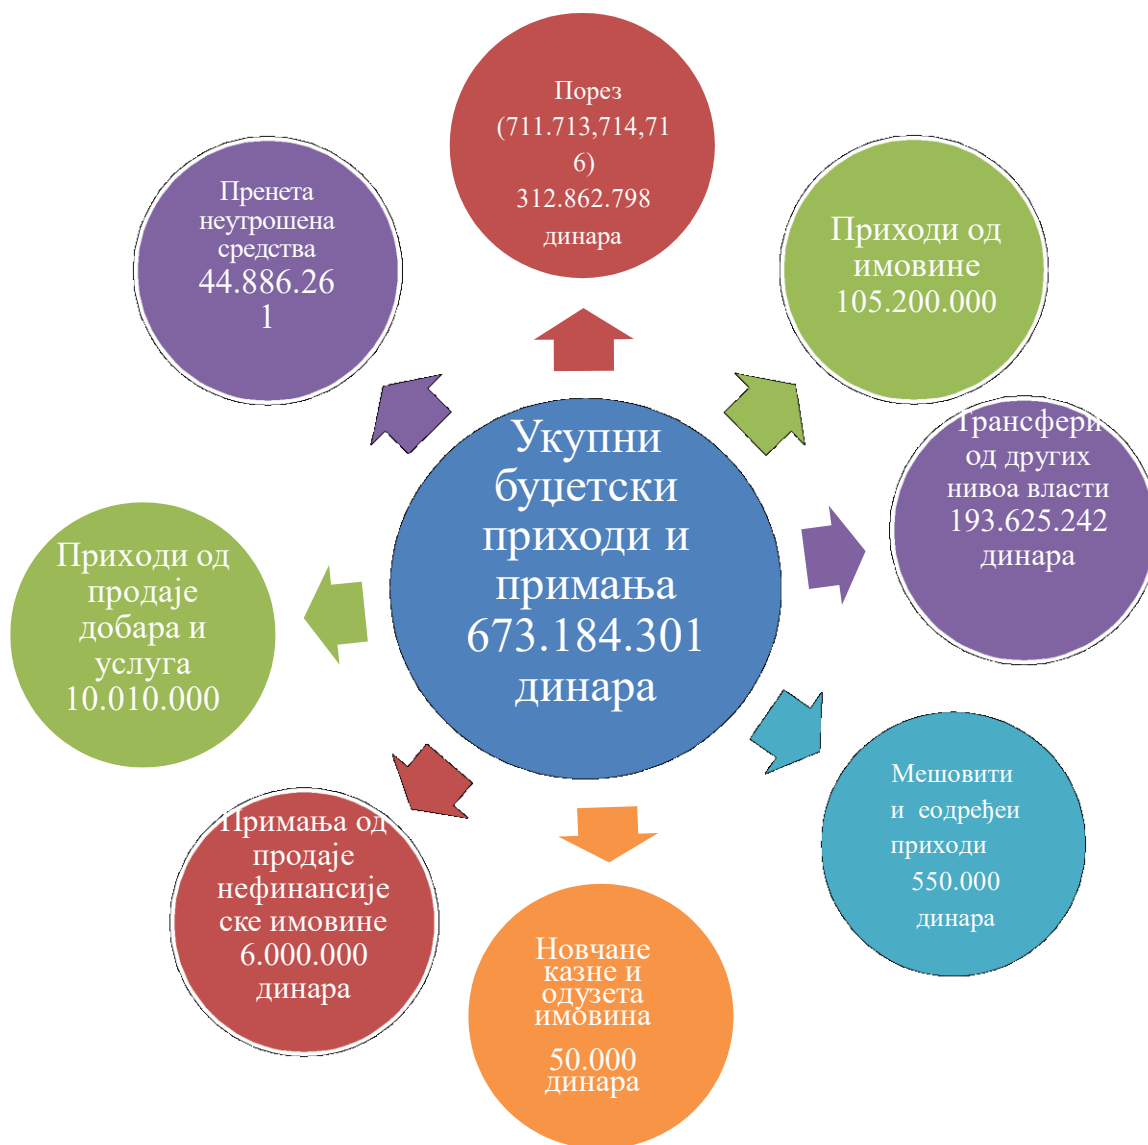 Порез
(711.713,714,71
6)
312.862.798
динара
Приходи од
имовине
105.200.000
Трансфери
од других
нивоа власти
193.625.242
динара
Мешовити
и еодређеи
приходи
550.000
динара
Новчане
казне и
одузета
имовина
50.000
динара
Примања од
продаје
нефинансије
ске имовине
6.000.000
динара
Приходи од
продаје
добара и
услуга
10.010.000
Пренета
неутрошена
средства
44.886.26
1
Укупни
буџетски
приходи и
примања
673.184.301
динара